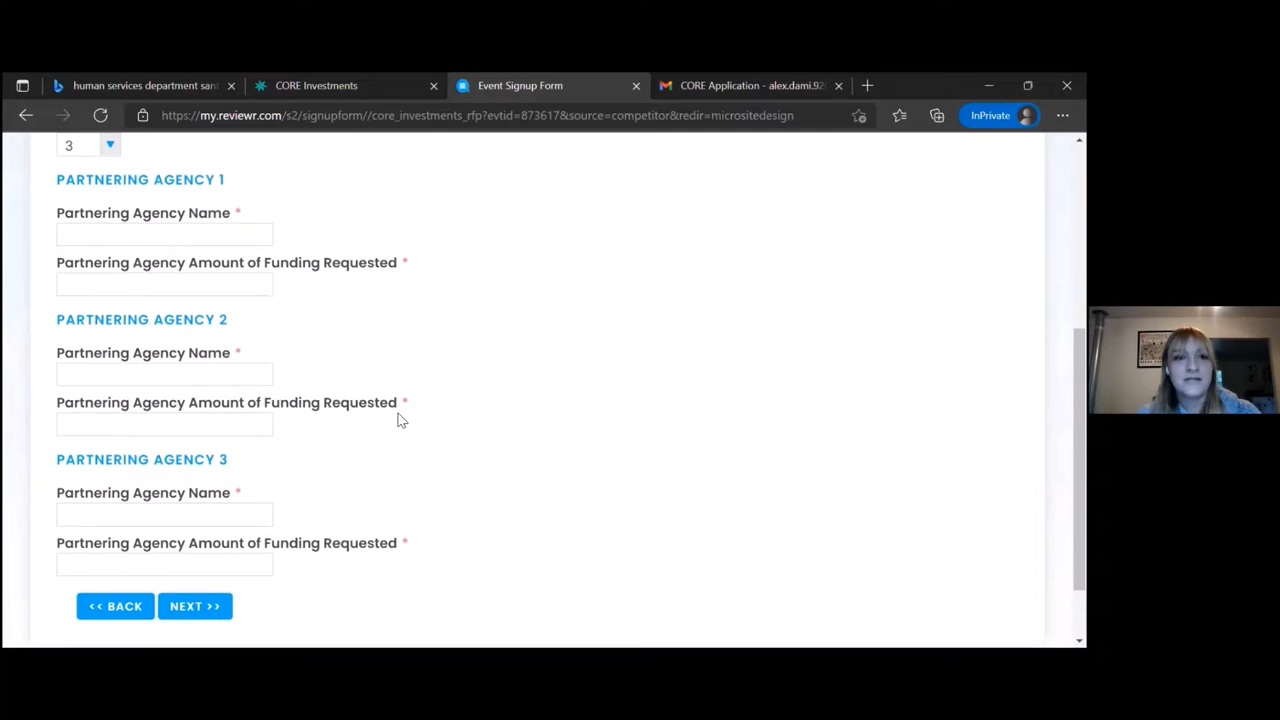 human services department sant
CORE Investments
Event Signup Form
CORE Application - alex.dami.92
https://my.reviewr.com/s2/signupform//core_investments_rfp?evtid=873617&source=competitor&redir=micrositedesign
InPrivate
3
PARTNERING AGENCY 1
Partnering Agency Name *
Partnering Agency Amount of Funding Requested *
PARTNERING AGENCY 2
Partnering Agency Name *
Partnering Agency Amount of Funding Requested *
PARTNERING AGENCY 3
Partnering Agency Name *
Partnering Agency Amount of Funding Requested *
<< BACK
NEXT >>